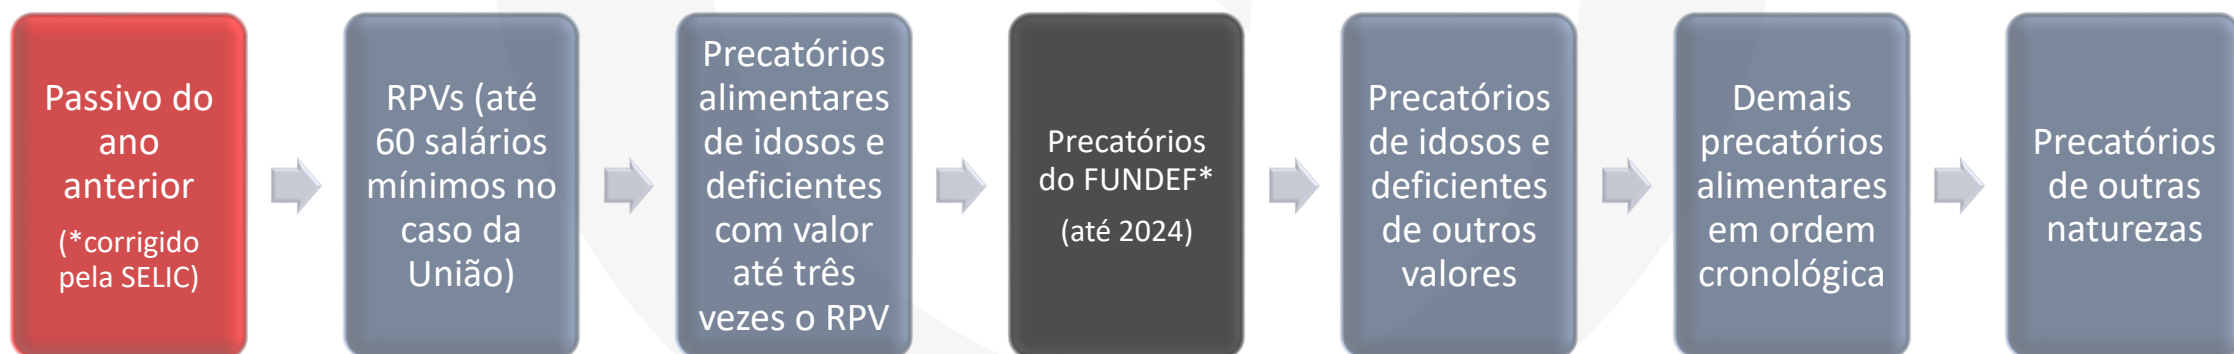 Passivo do
ano
anterior
(*corrigido
pela SELIC)
RPVs (até
60 salários
mínimos no
caso da
União)
Precatórios
alimentares
de idosos e
deficientes
com valor
até três
vezes o RPV
Precatórios
do FUNDEF*
(até 2024)
Precatórios
de idosos e
deficientes
de outros
valores
Demais
precatórios
alimentares
em ordem
cronológica
Precatórios
de outras
naturezas